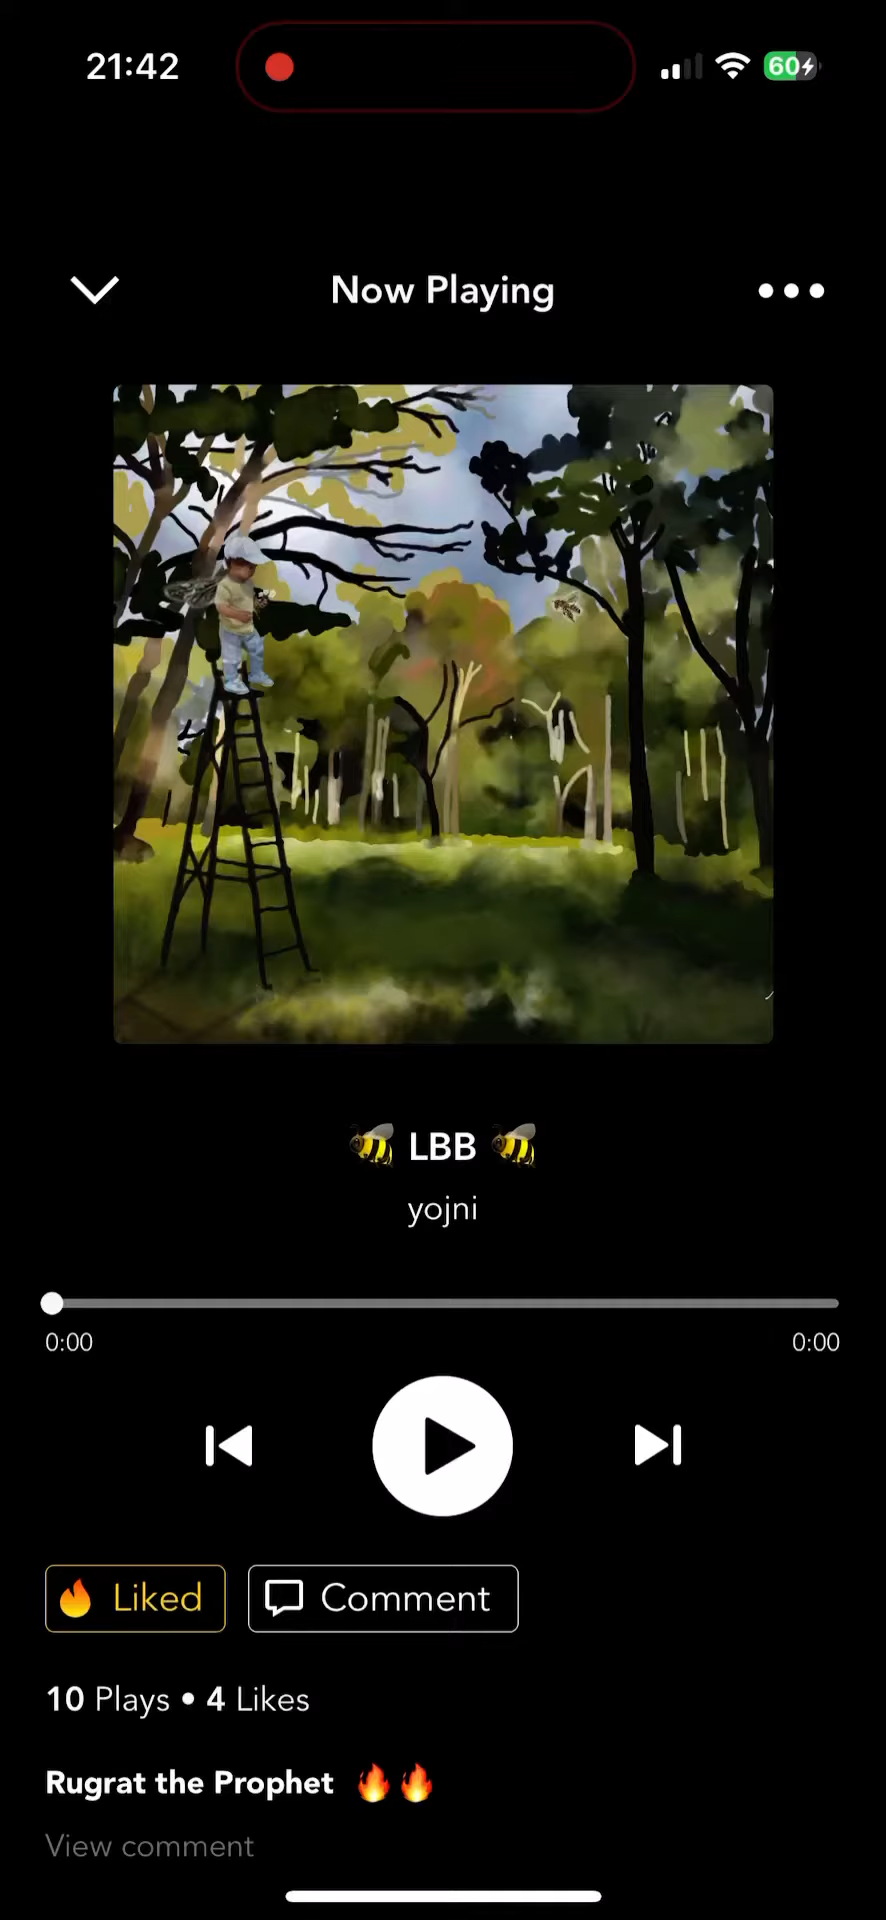 21:42
60
Now Playing
🐝 LBB 🐝
yojni
0:00
0:00
🔥 Liked
Comment
10 Plays • 4 Likes
Rugrat the Prophet 🔥🔥
View comment